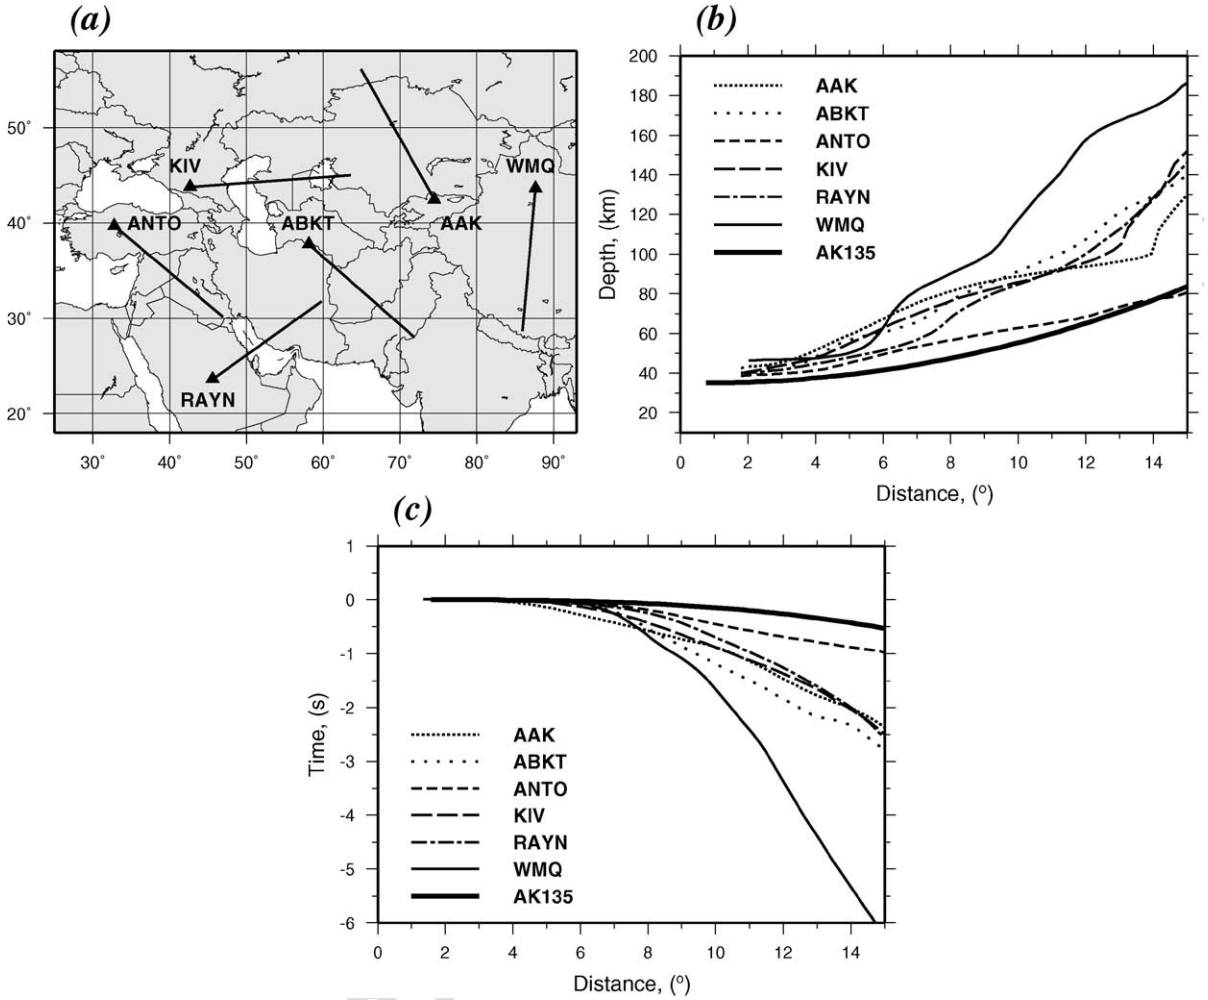 (a)
50°
40°
30°
20°
30° 40° 50° 60° 70° 80° 90°
KIV
WMQ
ANTO
ABKT
AAK
RAYN
(b)
200
180
160
140
120
100
80
60
40
20
Depth, (km)
AAK
ABKT
ANTO
KIV
RAYN
WMQ
AK135
0 2 4 6 8 10 12 14
Distance, (°)
(c)
1
0
-1
-2
-3
-4
-5
-6
Time, (s)
AAK
ABKT
ANTO
KIV
RAYN
WMQ
AK135
0 2 4 6 8 10 12 14
Distance, (°)